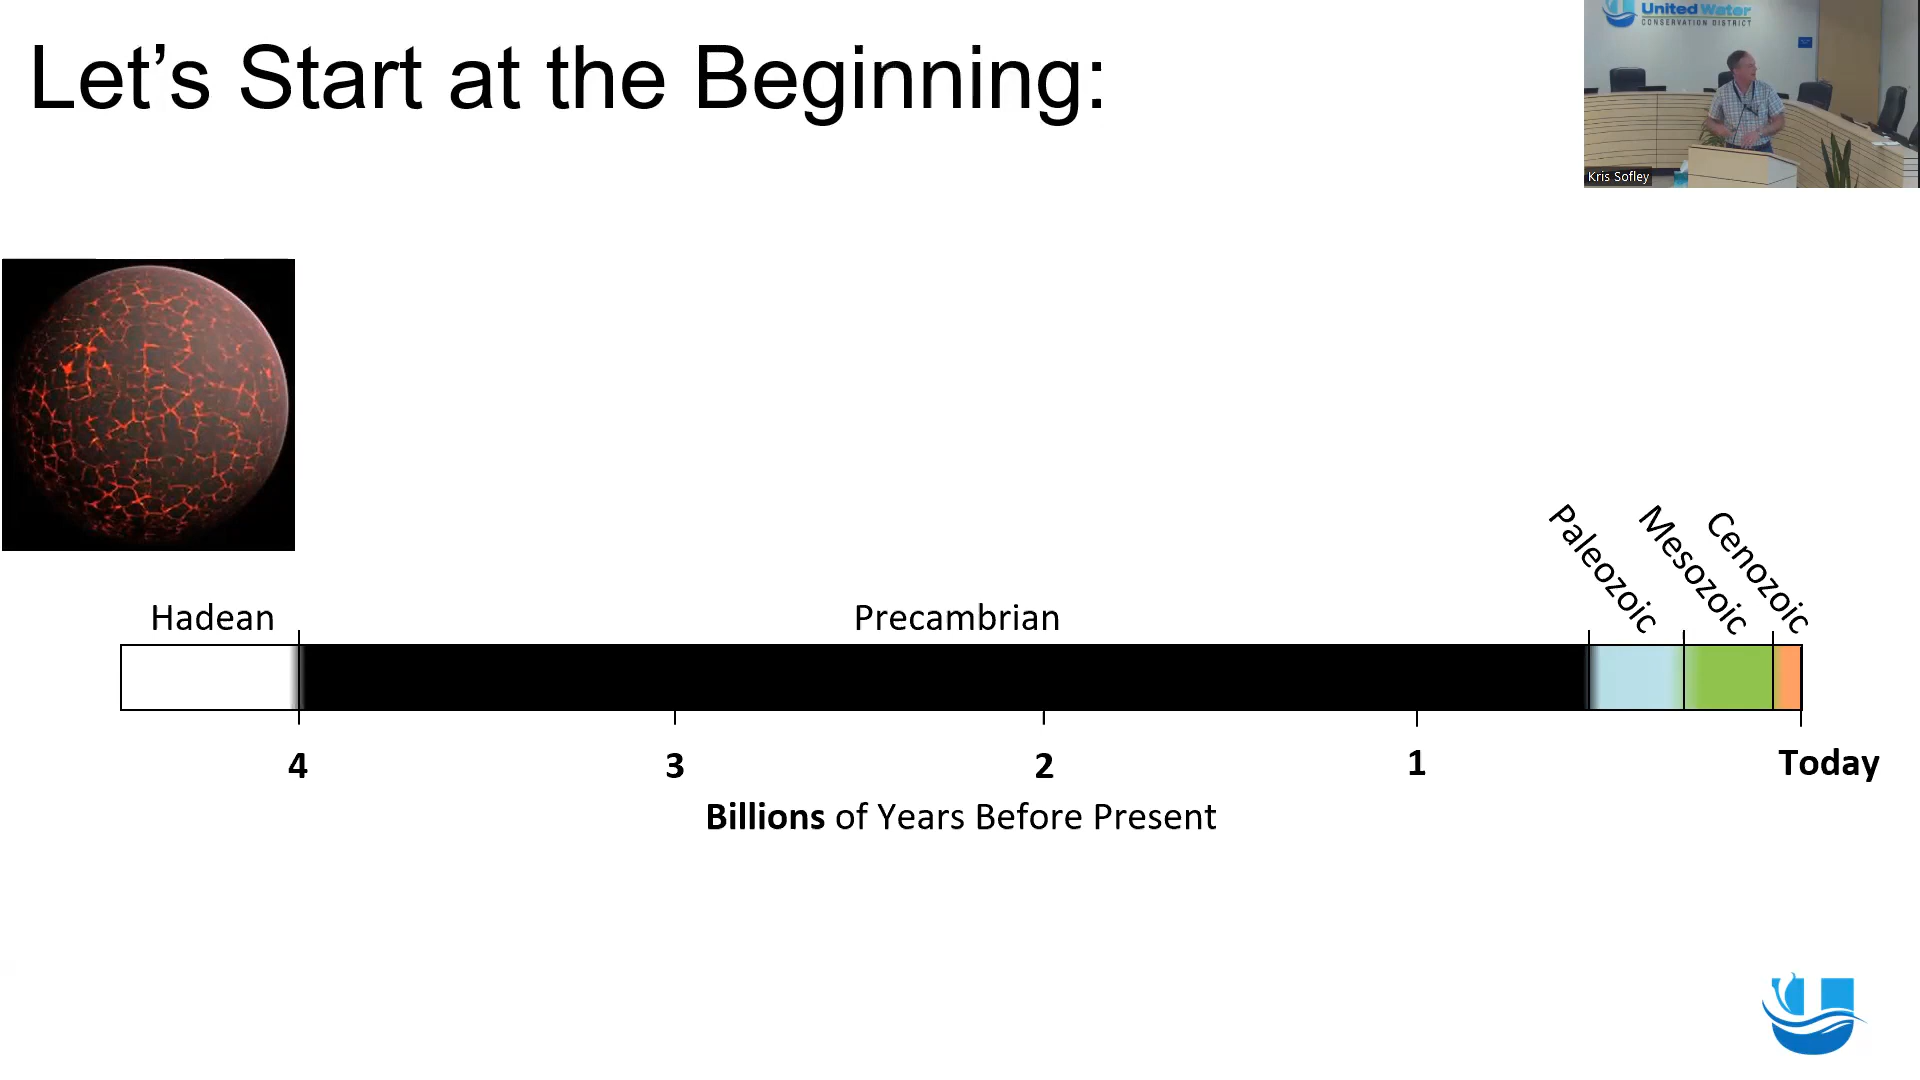 Let’s Start at the Beginning:
United Water
CONSERVATION DISTRICT
Kris Sofley
Hadean
Precambrian
Paleozoic
Mesozoic
Cenozoic
4
3
2
1
Today
Billions of Years Before Present